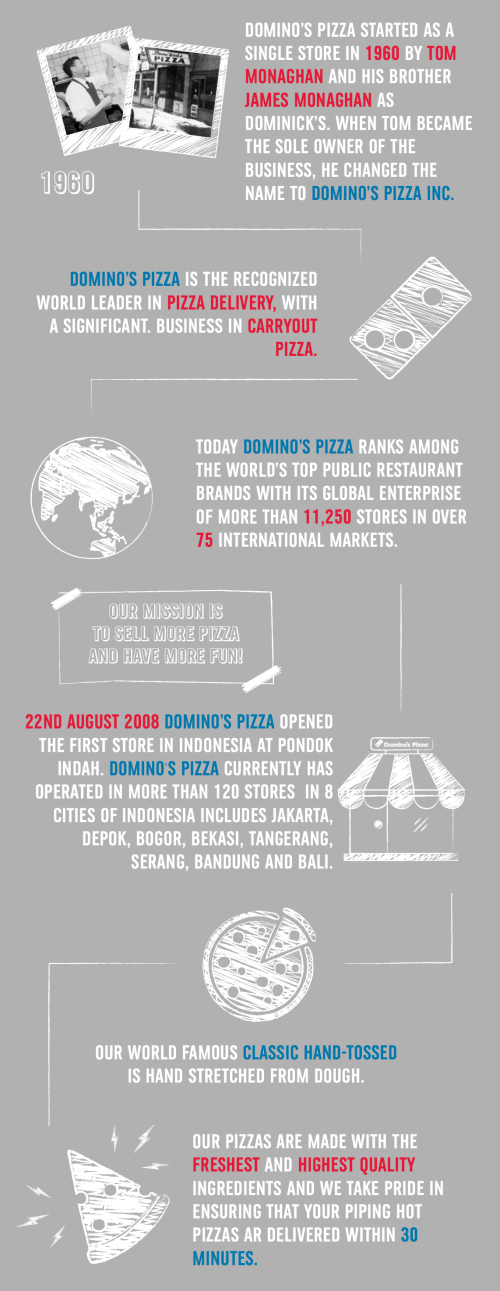 DOMINO'S PIZZA STARTED AS A
SINGLE STORE IN 1960 BY TOM
MONAGHAN AND HIS BROTHER
JAMES MONAGHAN AS
DOMINICK'S. WHEN TOM BECAME
THE SOLE OWNER OF THE
BUSINESS, HE CHANGED THE
NAME TO DOMINO'S PIZZA INC.
PIZZA
1960
DOMINO'S PIZZA IS THE RECOGNIZED
WORLD LEADER IN PIZZA DELIVERY, WITH
A SIGNIFICANT. BUSINESS IN CARRYOUT
PIZZA.
TODAY DOMINO'S PIZZA RANKS AMONG
THE WORLD'S TOP PUBLIC RESTAURANT
BRANDS WITH ITS GLOBAL ENTERPRISE
OF MORE THAN 11,250 STORES IN OVER
75 INTERNATIONAL MARKETS.
OUR MISSION IS
TO SELL MORE PIZZA
AND HAVE MORE FUN!
22ND AUGUST 2008 DOMINO'S PIZZA OPENED
THE FIRST STORE IN INDONESIA AT PONDOK
INDAH. DOMINO'S PIZZA CURRENTLY HAS
OPERATED IN MORE THAN 120 STORES IN 8
CITIES OF INDONESIA INCLUDES JAKARTA,
DEPOK, BOGOR, BEKASI, TANGERANG,
SERANG, BANDUNG AND BALI.
Domino's Pizza
OUR WORLD FAMOUS CLASSIC HAND-TOSSED
IS HAND STRETCHED FROM DOUGH.
OUR PIZZAS ARE MADE WITH THE
FRESHEST AND HIGHEST QUALITY
INGREDIENTS AND WE TAKE PRIDE IN
ENSURING THAT YOUR PIPING HOT
PIZZAS AR DELIVERED WITHIN 30
MINUTES.